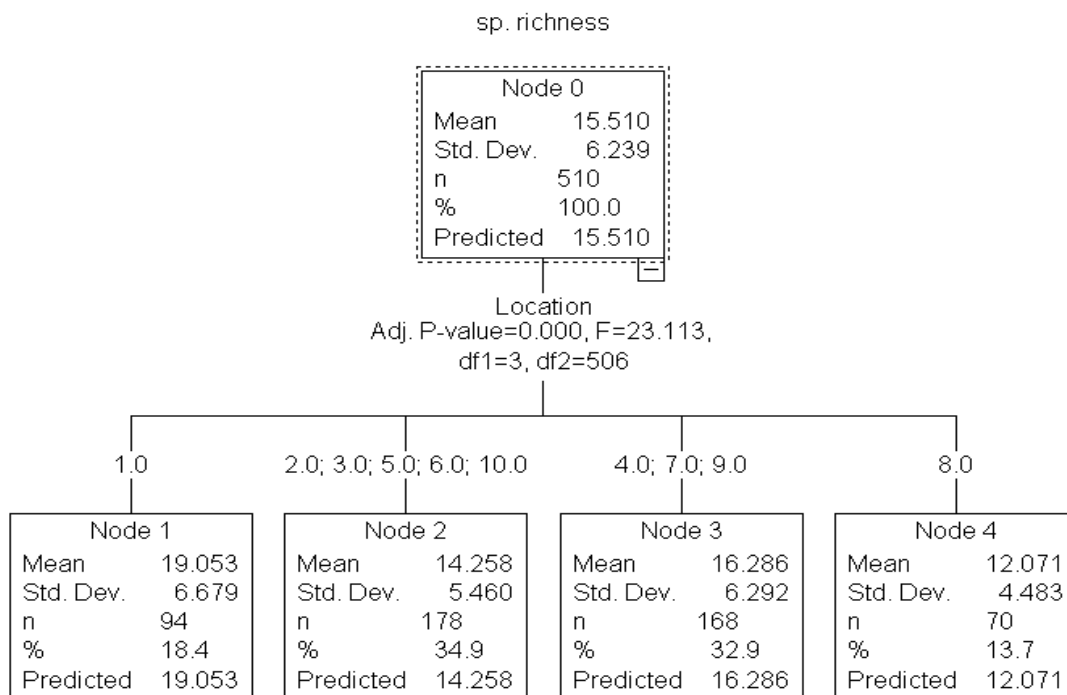 sp. richness
Node 0
Mean 15.510
Std. Dev. 6.239
n 510
% 100.0
Predicted 15.510
Location
Adj. P-value=0.000, F=23.113,
df1=3, df2=506
1.0
2.0; 3.0; 5.0; 6.0; 10.0
4.0; 7.0; 9.0
8.0
Node 1
Mean 19.053
Std. Dev. 6.679
n 94
% 18.4
Predicted 19.053
Node 2
Mean 14.258
Std. Dev. 5.460
n 178
% 34.9
Predicted 14.258
Node 3
Mean 16.286
Std. Dev. 6.292
n 168
% 32.9
Predicted 16.286
Node 4
Mean 12.071
Std. Dev. 4.483
n 70
% 13.7
Predicted 12.071